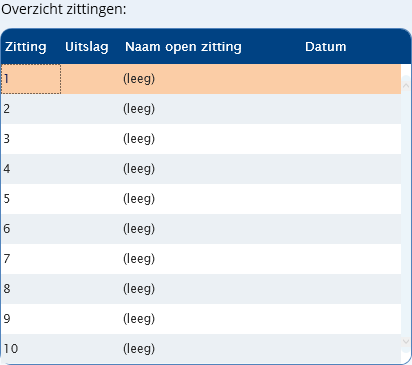 Overzicht zittingen:
Zitting Uitslag Naam open zitting Datum
1 (leeg)
2 (leeg)
3 (leeg)
4 (leeg)
5 (leeg)
6 (leeg)
7 (leeg)
8 (leeg)
9 (leeg)
10 (leeg)